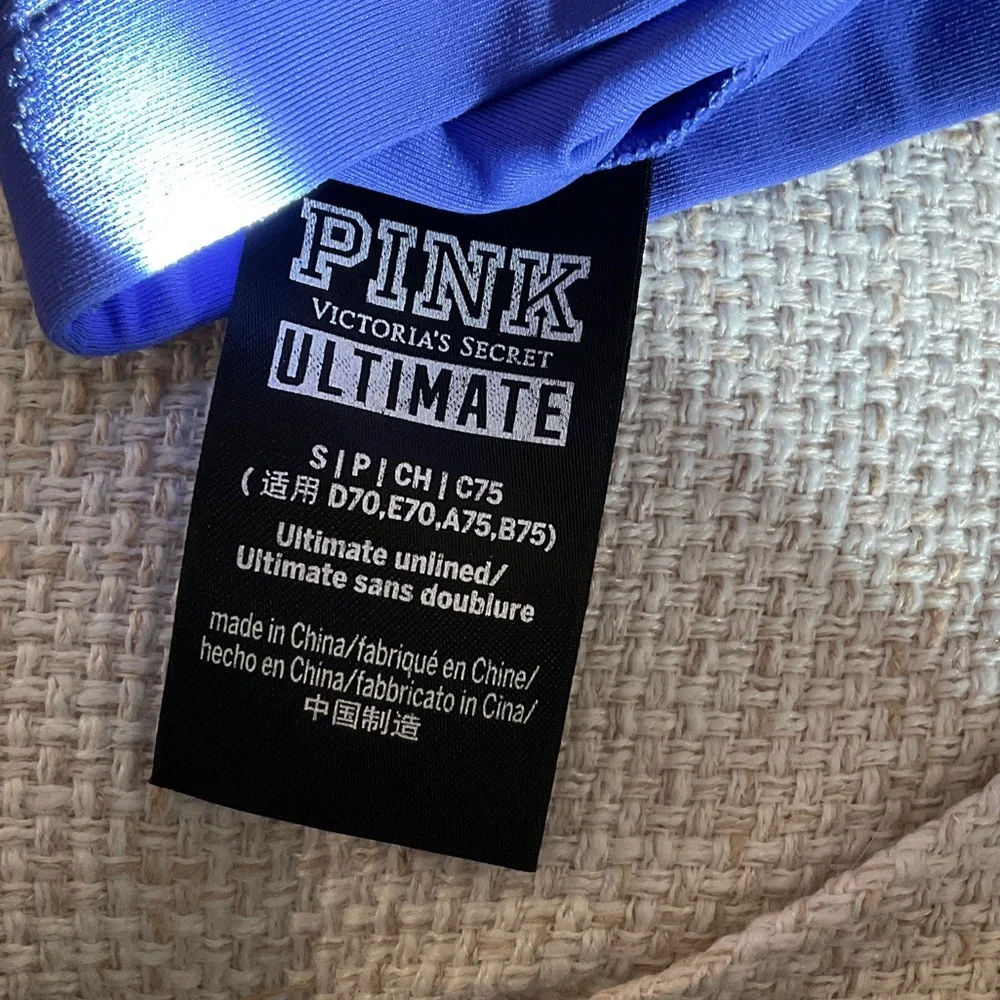 PINK
VICTORIA'S SECRET
ULTIMATE
S | P | CH | C75
( 适用 D70,E70,A75,B75)
Ultimate unlined/
Ultimate sans doublure
made in China/fabriqué en Chine/
hecho en China/fabbricato in Cina/
中国制造